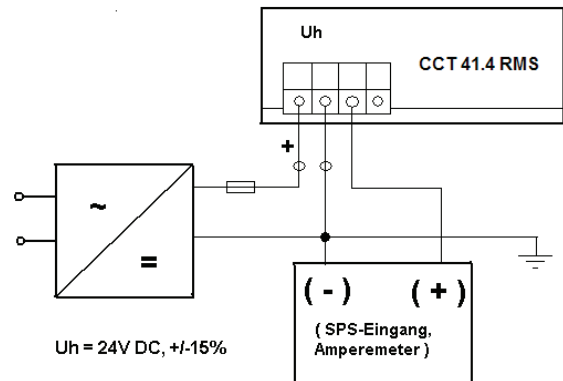 Uh
CCT 41.4 RMS
+
~
=
( - ) ( + )
( SPS-Eingang,
Amperemeter )
Uh = 24V DC, +/-15%